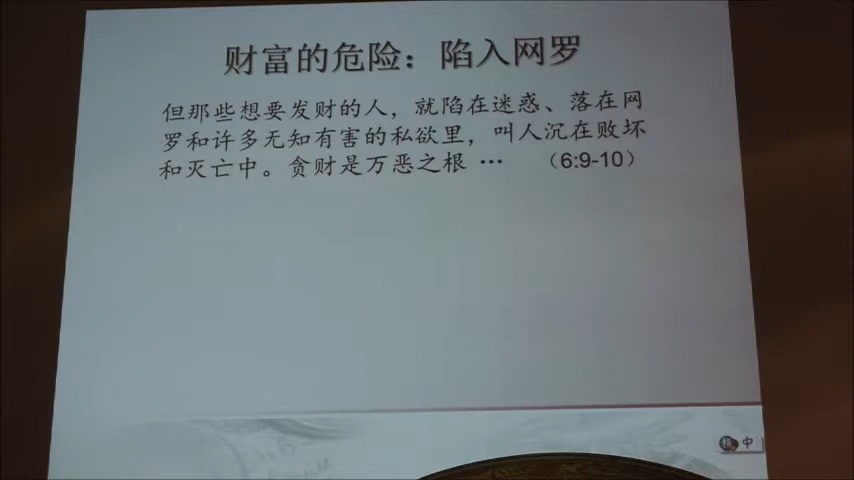 财富的危险：陷入网罗
但那些想要发财的人，就陷在迷惑、落在网
罗和许多无知有害的私欲里，叫人沉在败坏
和灭亡中。贪财是万恶之根 … （6:9-10）
中